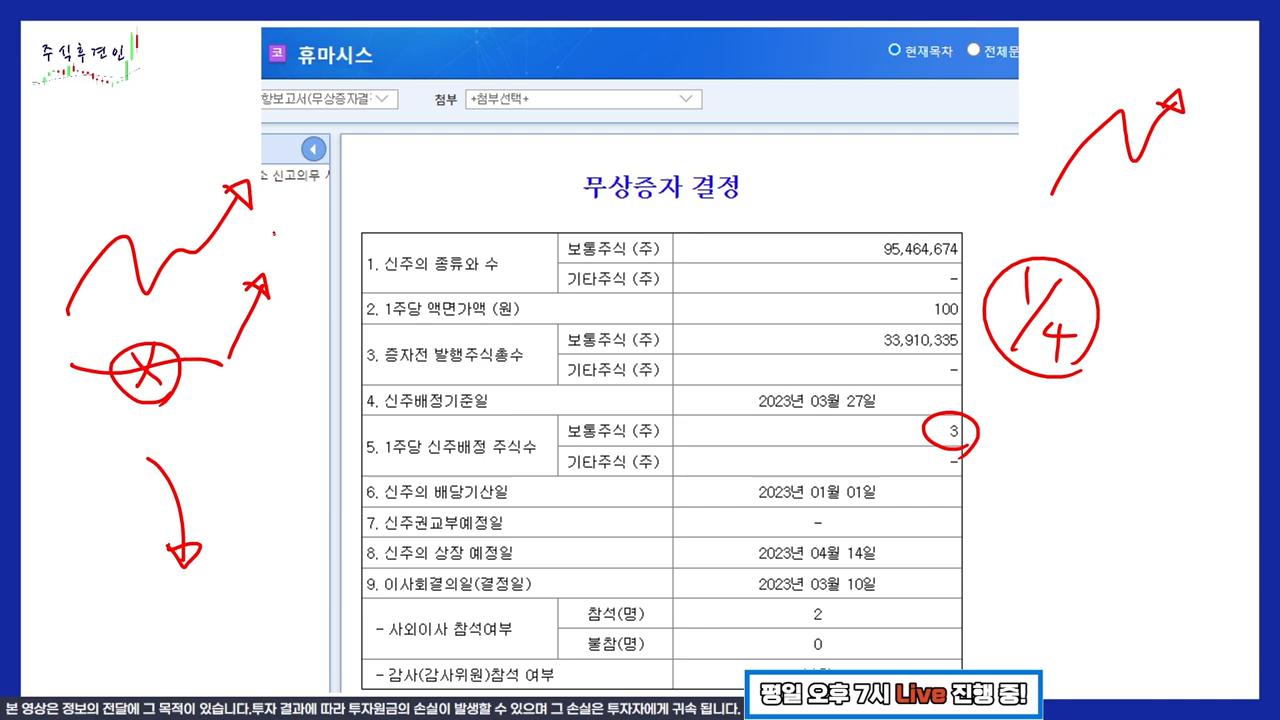 주식후견인
코 휴마시스
현재목차 전체문
항보고서(무상증자결: 첨부 +첨부선택+
소 신고의무 사
무상증자 결정
1. 신주의 종류와 수 보통주식 (주) 95,464,674
기타주식 (주) -
2. 1주당 액면가액 (원) 100
3. 증자전 발행주식총수 보통주식 (주) 33,910,335
기타주식 (주) -
4. 신주배정기준일 2023년 03월 27일
5. 1주당 신주배정 주식수 보통주식 (주) 3
기타주식 (주) -
6. 신주의 배당기산일 2023년 01월 01일
7. 신주권교부예정일 -
8. 신주의 상장 예정일 2023년 04월 14일
9. 이사회결의일(결정일) 2023년 03월 10일
- 사외이사 참석여부 참석(명) 2
불참(명) 0
- 감사(감사위원)참석 여부
1/4
평일 오후 7시 Live 진행 중!
본 영상은 정보의 전달에 그 목적이 있습니다.투자 결과에 따라 투자원금의 손실이 발생할 수 있으며 그 손실은 투자자에게 귀속 됩니다.